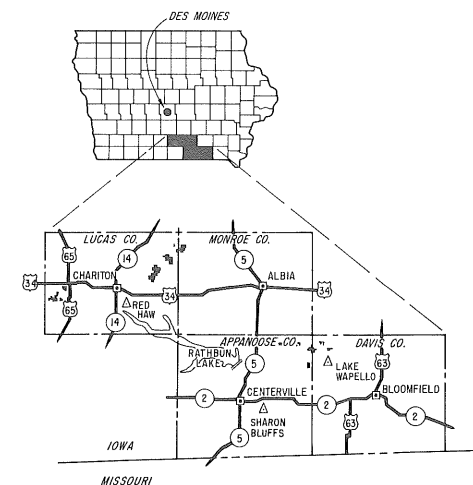 DES MOINES
LUCAS CO.
MONROE CO.
65
14
5
CHARITON
ALBIA
34
34
34
65
RED
HAW
14
RATHBUN
LAKE
APPANOOSE CO.
DAVIS CO.
5
LAKE
WAPELLO
63
CENTERVILLE
BLOOMFIELD
2
2
2
SHARON
BLUFFS
63
5
IOWA
MISSOURI